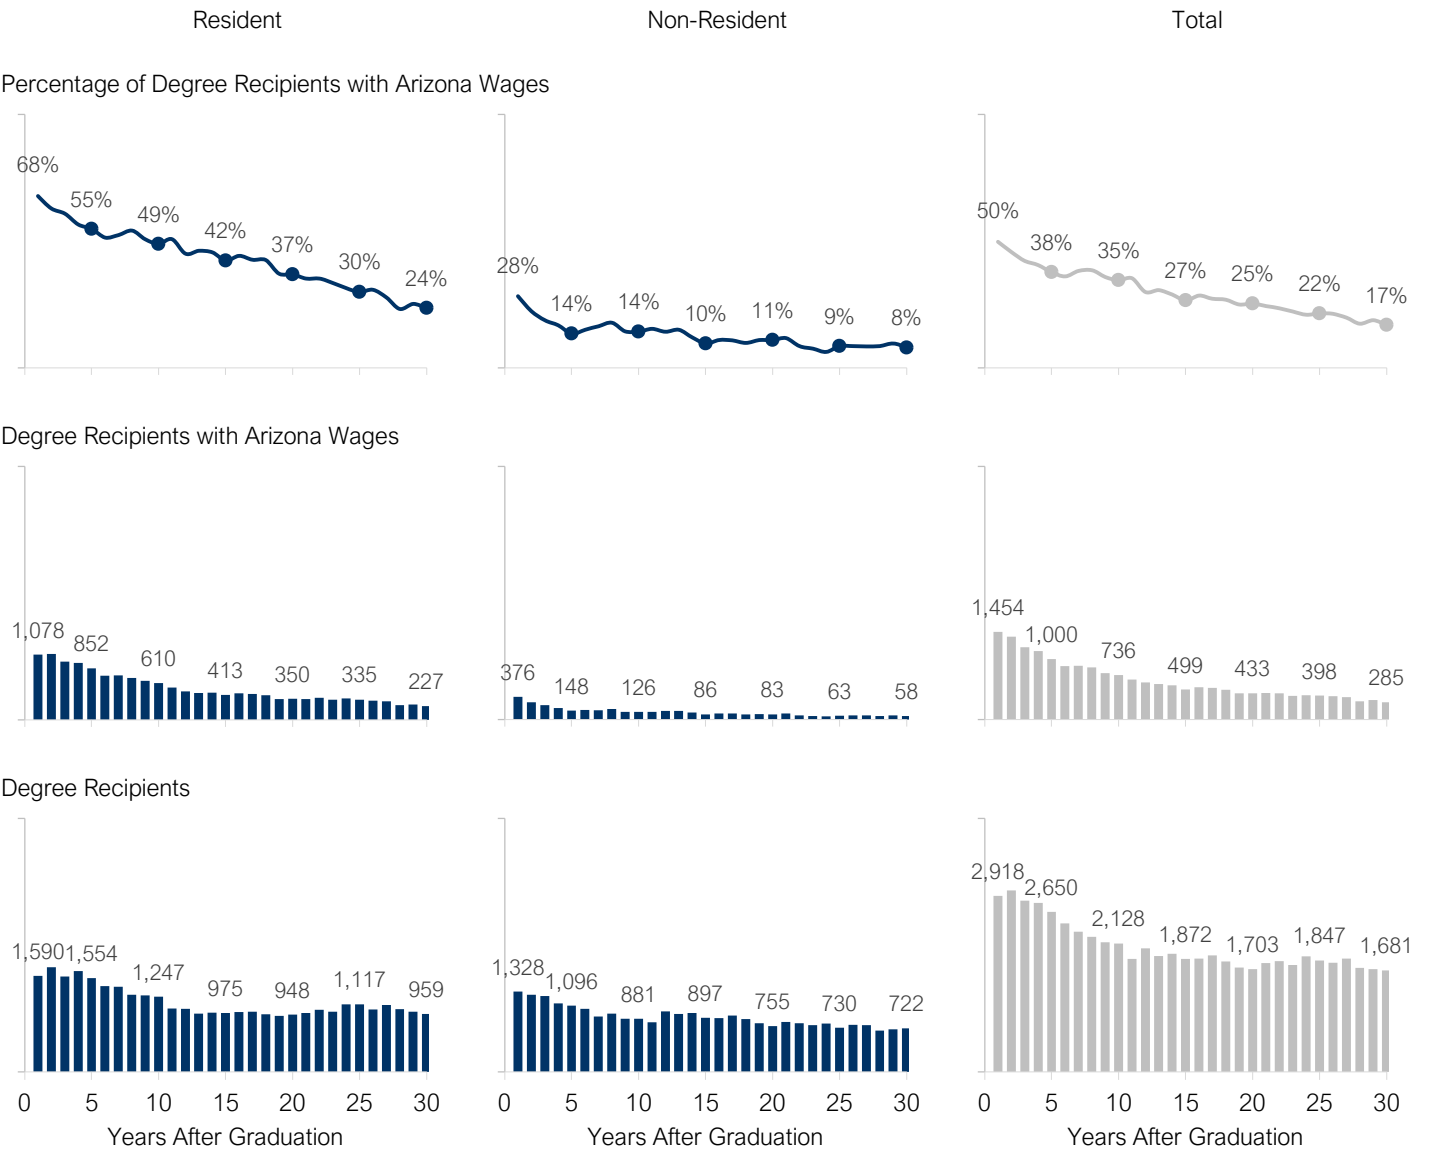 Resident Non-Resident Total
Percentage of Degree Recipients with Arizona Wages
68% 55% 49% 42% 37% 30% 24%
28% 14% 14% 10% 11% 9% 8%
50% 38% 35% 27% 25% 22% 17%
Degree Recipients with Arizona Wages
1,078 852 610 413 350 335 227
376 148 126 86 83 63 58
1,454 1,000 736 499 433 398 285
Degree Recipients
1,590 1,554 1,247 975 948 1,117 959
1,328 1,096 881 897 755 730 722
2,918 2,650 2,128 1,872 1,703 1,847 1,681
0 5 10 15 20 25 30 0 5 10 15 20 25 30 0 5 10 15 20 25 30
Years After Graduation Years After Graduation Years After Graduation